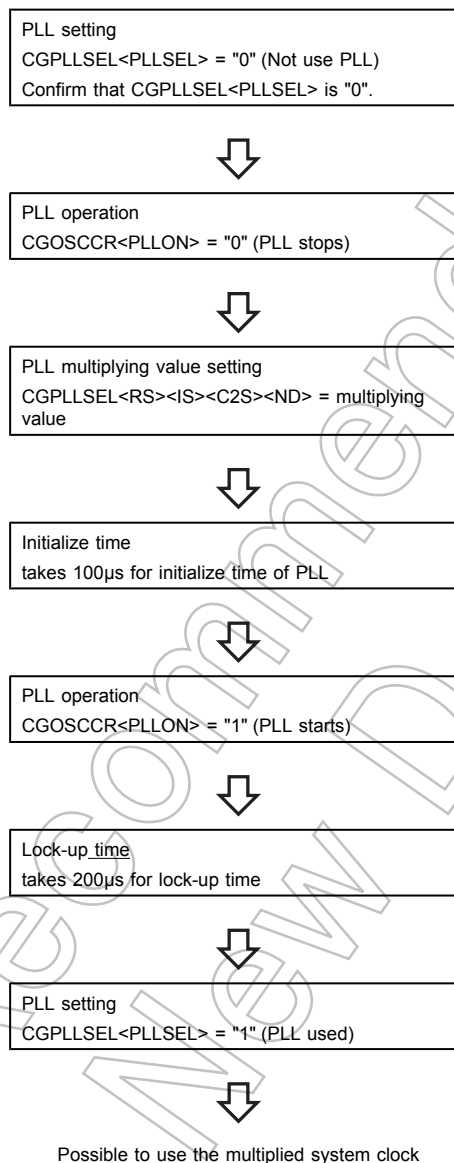 PLL setting
CGPLLSEL<PLLSEL> = "0" (Not use PLL)
Confirm that CGPLLSEL<PLLSEL> is "0".
PLL operation
CGOSCCR<PLLON> = "0" (PLL stops)
PLL multiplying value setting
CGPLLSEL<RS><IS><C2S><ND> = multiplying
value
Initialize time
takes 100µs for initialize time of PLL
PLL operation
CGOSCCR<PLLON> = "1" (PLL starts)
Lock-up time
takes 200µs for lock-up time
PLL setting
CGPLLSEL<PLLSEL> = "1" (PLL used)
Possible to use the multiplied system clock